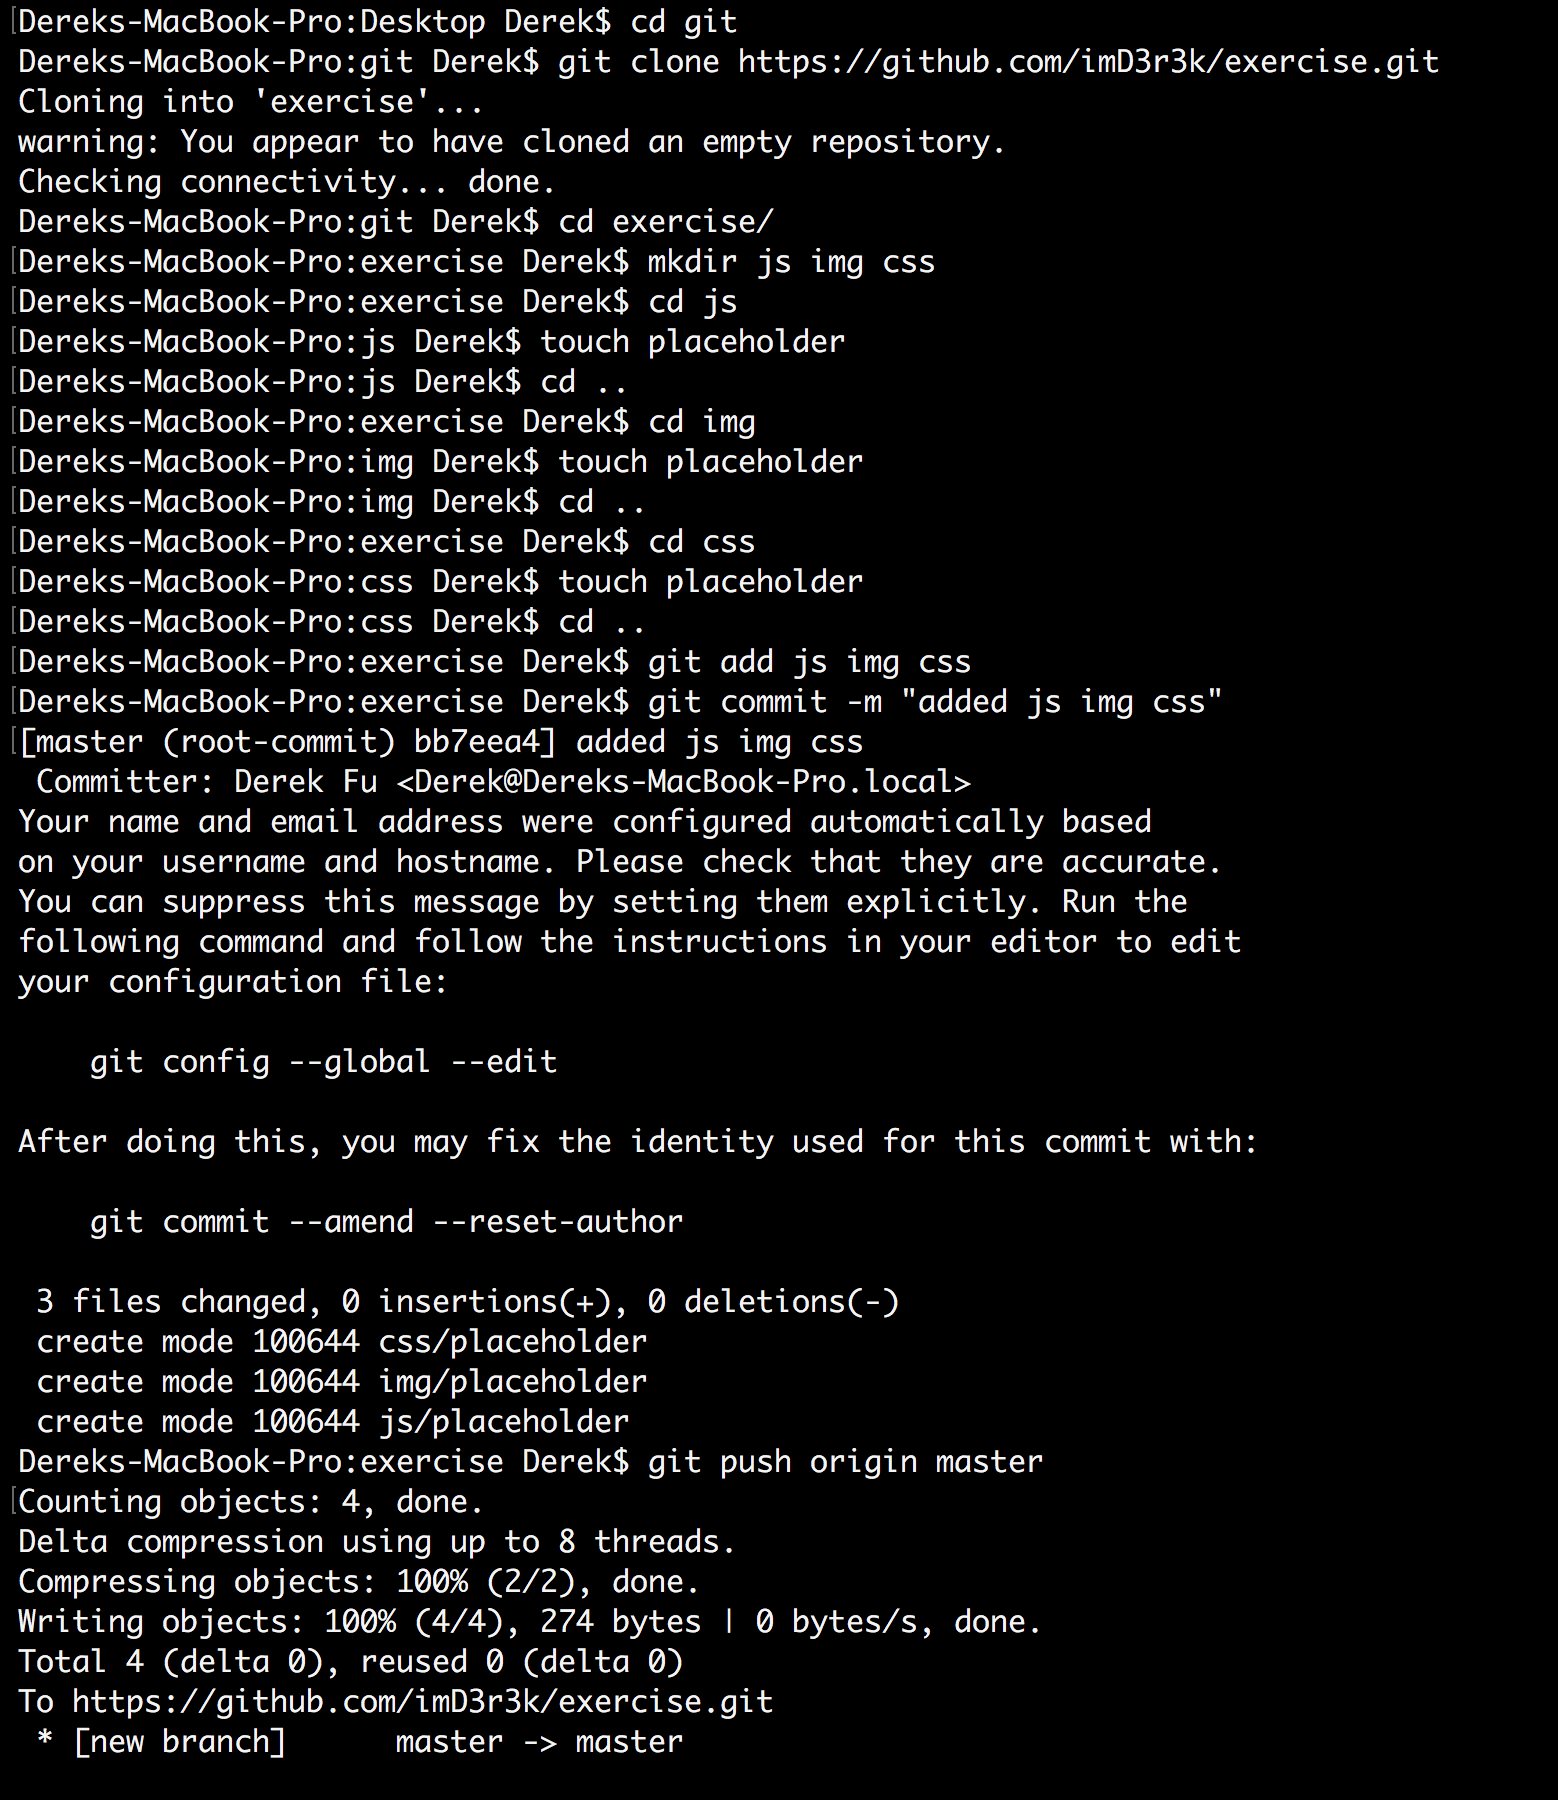 [Dereks-MacBook-Pro:Desktop Derek$ cd git
Dereks-MacBook-Pro:git Derek$ git clone https://github.com/imD3r3k/exercise.git
Cloning into 'exercise'...
warning: You appear to have cloned an empty repository.
Checking connectivity... done.
Dereks-MacBook-Pro:git Derek$ cd exercise/
[Dereks-MacBook-Pro:exercise Derek$ mkdir js img css
[Dereks-MacBook-Pro:exercise Derek$ cd js
[Dereks-MacBook-Pro:js Derek$ touch placeholder
[Dereks-MacBook-Pro:js Derek$ cd ..
[Dereks-MacBook-Pro:exercise Derek$ cd img
[Dereks-MacBook-Pro:img Derek$ touch placeholder
[Dereks-MacBook-Pro:img Derek$ cd ..
[Dereks-MacBook-Pro:exercise Derek$ cd css
[Dereks-MacBook-Pro:css Derek$ touch placeholder
[Dereks-MacBook-Pro:css Derek$ cd ..
[Dereks-MacBook-Pro:exercise Derek$ git add js img css
[Dereks-MacBook-Pro:exercise Derek$ git commit -m "added js img css"
[[master (root-commit) bb7eea4] added js img css
 Committer: Derek Fu <Derek@Dereks-MacBook-Pro.local>
Your name and email address were configured automatically based
on your username and hostname. Please check that they are accurate.
You can suppress this message by setting them explicitly. Run the
following command and follow the instructions in your editor to edit
your configuration file:

    git config --global --edit

After doing this, you may fix the identity used for this commit with:

    git commit --amend --reset-author

 3 files changed, 0 insertions(+), 0 deletions(-)
 create mode 100644 css/placeholder
 create mode 100644 img/placeholder
 create mode 100644 js/placeholder
Dereks-MacBook-Pro:exercise Derek$ git push origin master
[Counting objects: 4, done.
Delta compression using up to 8 threads.
Compressing objects: 100% (2/2), done.
Writing objects: 100% (4/4), 274 bytes | 0 bytes/s, done.
Total 4 (delta 0), reused 0 (delta 0)
To https://github.com/imD3r3k/exercise.git
 * [new branch]      master -> master